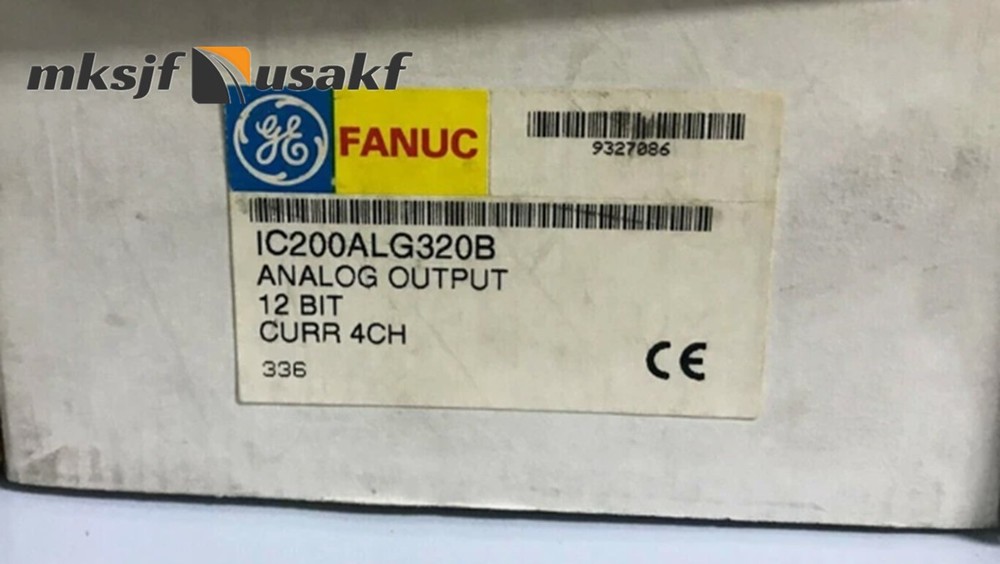 mksjf usakf
GE FANUC
9327086
IC200ALG320B
ANALOG OUTPUT
12 BIT
CURR 4CH
336
CE